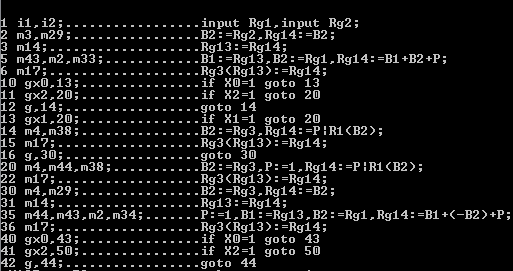 1 i1,i2;.................input Rg1,input Rg2;
2 m3,m29;................B2:=Rg2,Rg14:=B2;
3 m14;...................Rg13:=Rg14;
5 m43,m2,m33;............B1:=Rg13,B2:=Rg1,Rg14:=B1+B2+P;
6 m17;...................Rg3(Rg13):=Rg14;
10 gx0,13;...............if X0=1 goto 13
11 gx2,20;...............if X2=1 goto 20
12 g,14;.................goto 14
13 gx1,20;...............if X1=1 goto 20
14 m4,m38;...............B2:=Rg3,Rg14:=P¦R1(B2);
15 m17;..................Rg3(Rg13):=Rg14;
16 g,30;.................goto 30
20 m4,m44,m38;...........B2:=Rg3,P:=1,Rg14:=P¦R1(B2);
22 m17;..................Rg3(Rg13):=Rg14;
30 m4,m29;...............B2:=Rg3,Rg14:=B2;
31 m14;..................Rg13:=Rg14;
35 m44,m43,m2,m34;.......P:=1,B1:=Rg13,B2:=Rg1,Rg14:=B1+(-B2)+P;
36 m17;..................Rg3(Rg13):=Rg14;
40 gx0,43;...............if X0=1 goto 43
41 gx2,50;...............if X2=1 goto 50
42 g,44;.................goto 44